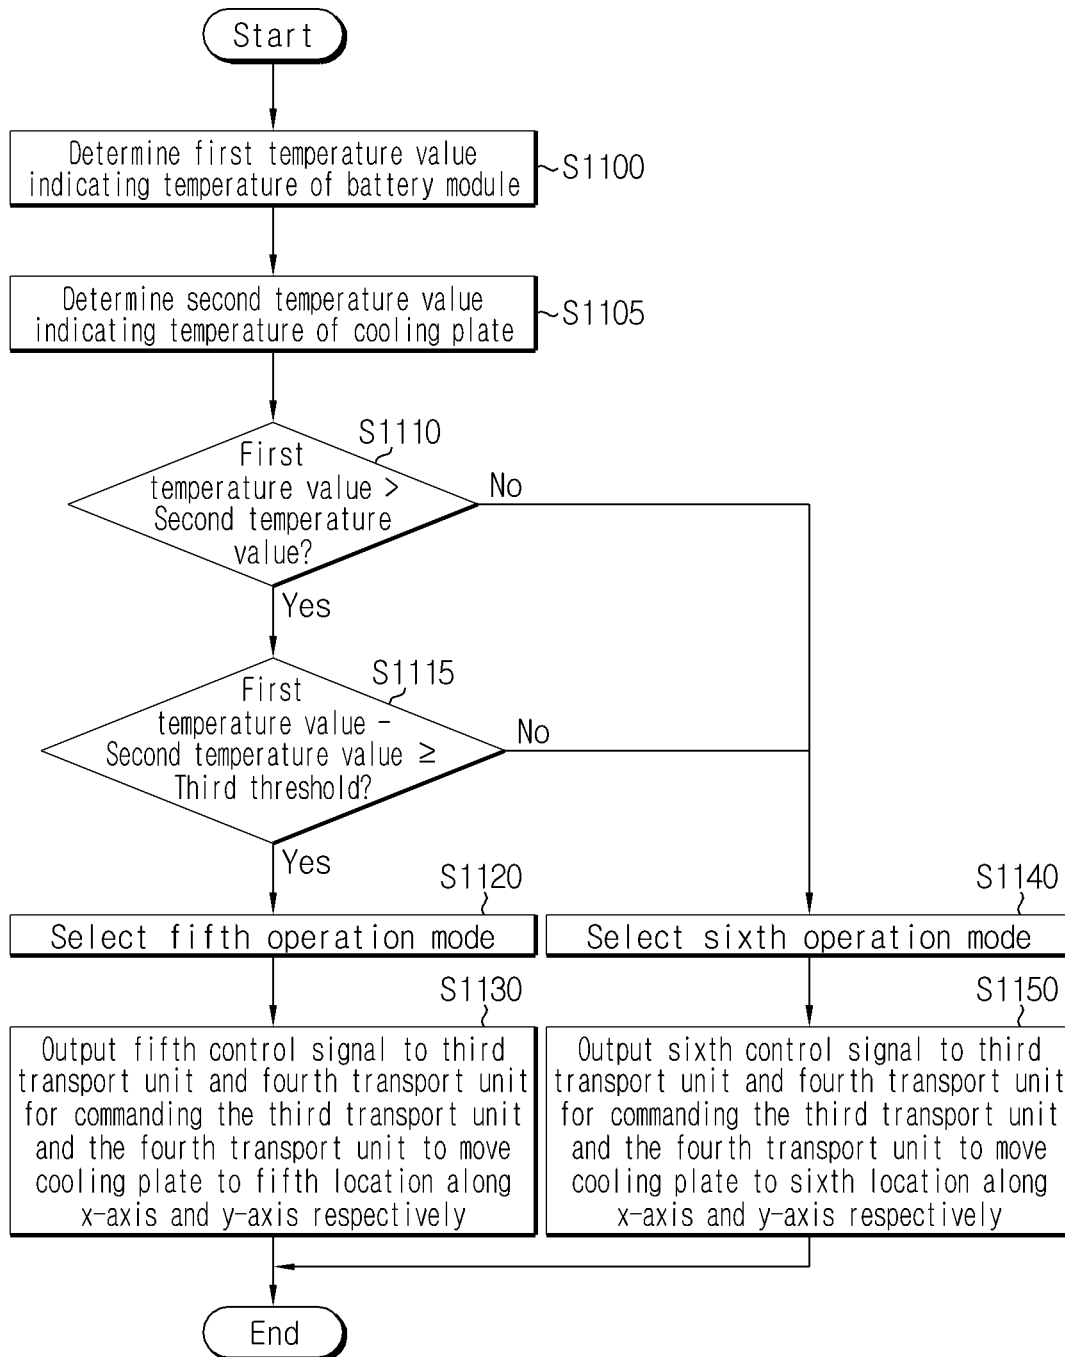 Start
Determine first temperature value
indicating temperature of battery module
S1100
Determine second temperature value
indicating temperature of cooling plate
S1105
S1110
First
temperature value >
Second temperature
value?
No
Yes
S1115
First
temperature value -
Second temperature value ≥
Third threshold?
No
Yes
S1120
Select fifth operation mode
S1140
Select sixth operation mode
S1130
Output fifth control signal to third
transport unit and fourth transport unit
for commanding the third transport unit
and the fourth transport unit to move
cooling plate to fifth location along
x-axis and y-axis respectively
S1150
Output sixth control signal to third
transport unit and fourth transport unit
for commanding the third transport unit
and the fourth transport unit to move
cooling plate to sixth location along
x-axis and y-axis respectively
End